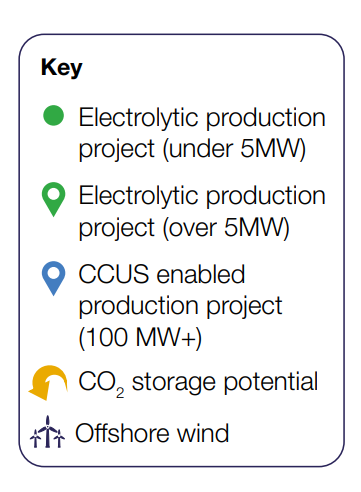 Key
Electrolytic production
project (under 5MW)
Electrolytic production
project (over 5MW)
CCUS enabled
production project
(100 MW+)
CO₂ storage potential
Offshore wind